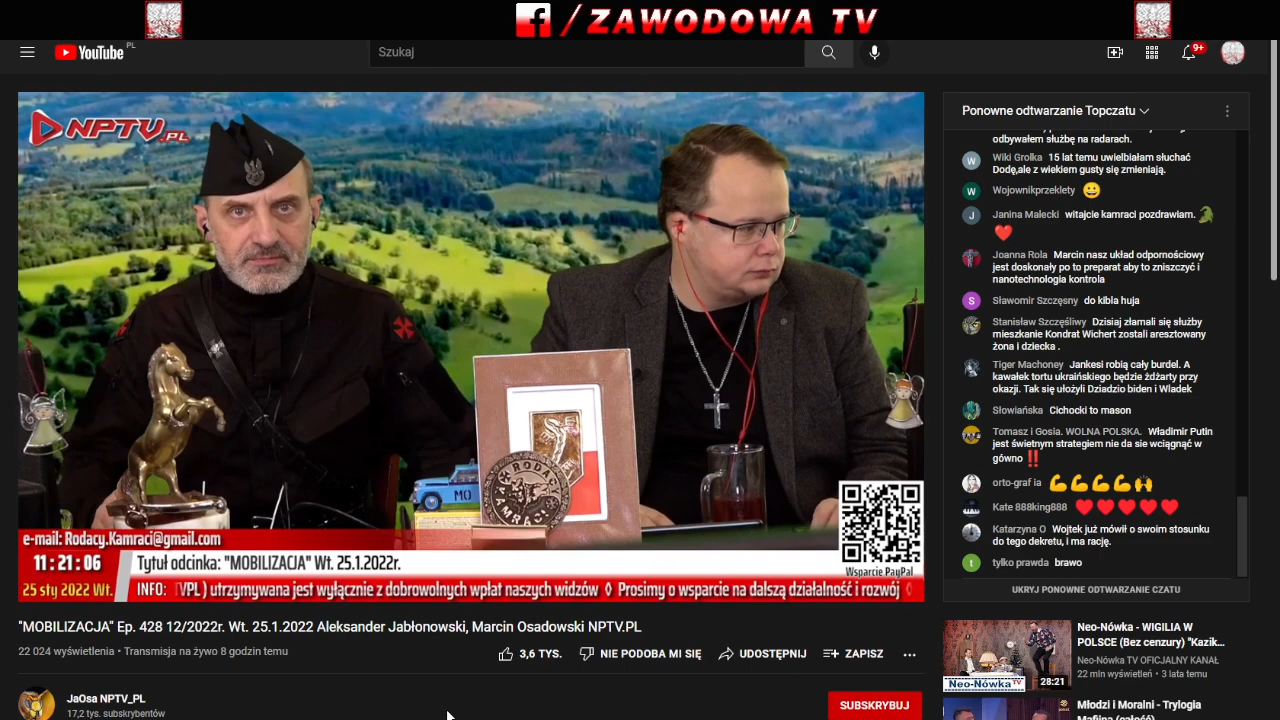 f / ZAWODOWA TV
YouTube PL
Szukaj
9+
NPTV.PL
MO
RODACY
KAMRACI
e-mail: Rodacy.Kamraci@gmail.com
11:21:06
Tytuł odcinka: "MOBILIZACJA" Wt. 25.1.2022r.
Wsparcie PayPal
25 sty 2022 Wt.
INFO: TVPL ) utrzymywana jest wyłącznie z dobrowolnych wpłat naszych widzów ◊ Prosimy o wsparcie na dalszą działalność i rozwój ◊
"MOBILIZACJA" Ep. 428 12/2022r. Wt. 25.1.2022 Aleksander Jabłonowski, Marcin Osadowski NPTV.PL
22 024 wyświetlenia • Transmisja na żywo 8 godzin temu
3,6 TYS.
NIE PODOBA MI SIĘ
UDOSTĘPNIJ
ZAPISZ
JaOsa NPTV_PL
17,2 tys. subskrybentów
SUBSKRYBUJ
Ponowne odtwarzanie Topczatu
odbywałem służbę na radarach.
W
Wiki Grolka 15 lat temu uwielbiałam słuchać
Dodę,ale z wiekiem gusty się zmieniają.
W
Wojownikprzeklety 😀
J
Janina Malecki witajcie kamraci pozdrawiam. 🐊
❤️
Joanna Rola Marcin nasz układ odpornościowy
jest doskonały po to preparat aby to zniszczyć i
nanotechnologia kontrola
S
Sławomir Szczęsny do kibla huja
Stanisław Szczęśliwy Dzisiaj złamali się służby
mieszkanie Kondrat Wichert zostali aresztowany
żona i dziecka .
Tiger Machoney Jankesi robią cały burdel. A
kawałek tortu ukraińskiego będzie żdżarty przy
okazji. Tak się ułożyli Dziadzio biden i Wladek
Słowiańska Cichocki to mason
Tomasz i Gosia. WOLNA POLSKA. Władimir Putin
jest świetnym strategiem nie da sie wciągnąć w
gówno ‼️
orto-graf ia 💪💪💪💪🙌
Kate 888king888 ❤️❤️❤️❤️❤️
Katarzyna O Wojtek już mówił o swoim stosunku
do tego dekretu, i ma rację.
t
tylko prawda brawo
UKRYJ PONOWNE ODTWARZANIE CZATU
Neo-Nówka TV
28:21
Neo-Nówka - WIGILIA W
POLSCE (Bez cenzury) "Kazik...
Neo-Nówka TV OFICJALNY KANAŁ
22 mln wyświetleń • 3 lata temu
Młodzi i Moralni - Trylogia
Mafijna (całość)